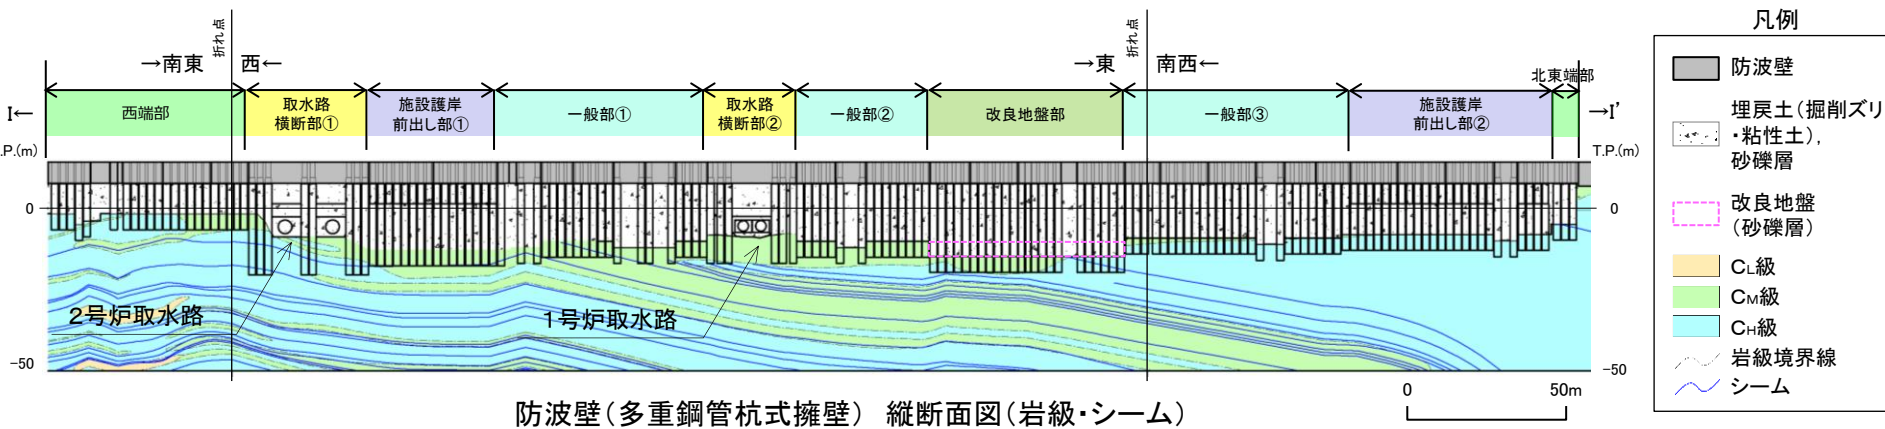 →南東
折れ点
西←
→東
折れ点
南西←
I←
西端部
取水路
横断部①
施設護岸
前出し部①
一般部①
取水路
横断部②
一般部②
改良地盤部
一般部③
施設護岸
前出し部②
北東端部
→I'
.P.(m)
T.P.(m)
0
0
-50
-50
2号炉取水路
1号炉取水路
0
50m
防波壁(多重鋼管杭式擁壁) 縦断面図(岩級・シーム)
凡例
防波壁
埋戻土(掘削ズリ
・粘性土),
砂礫層
改良地盤
(砂礫層)
CL級
CM級
CH級
岩級境界線
シーム